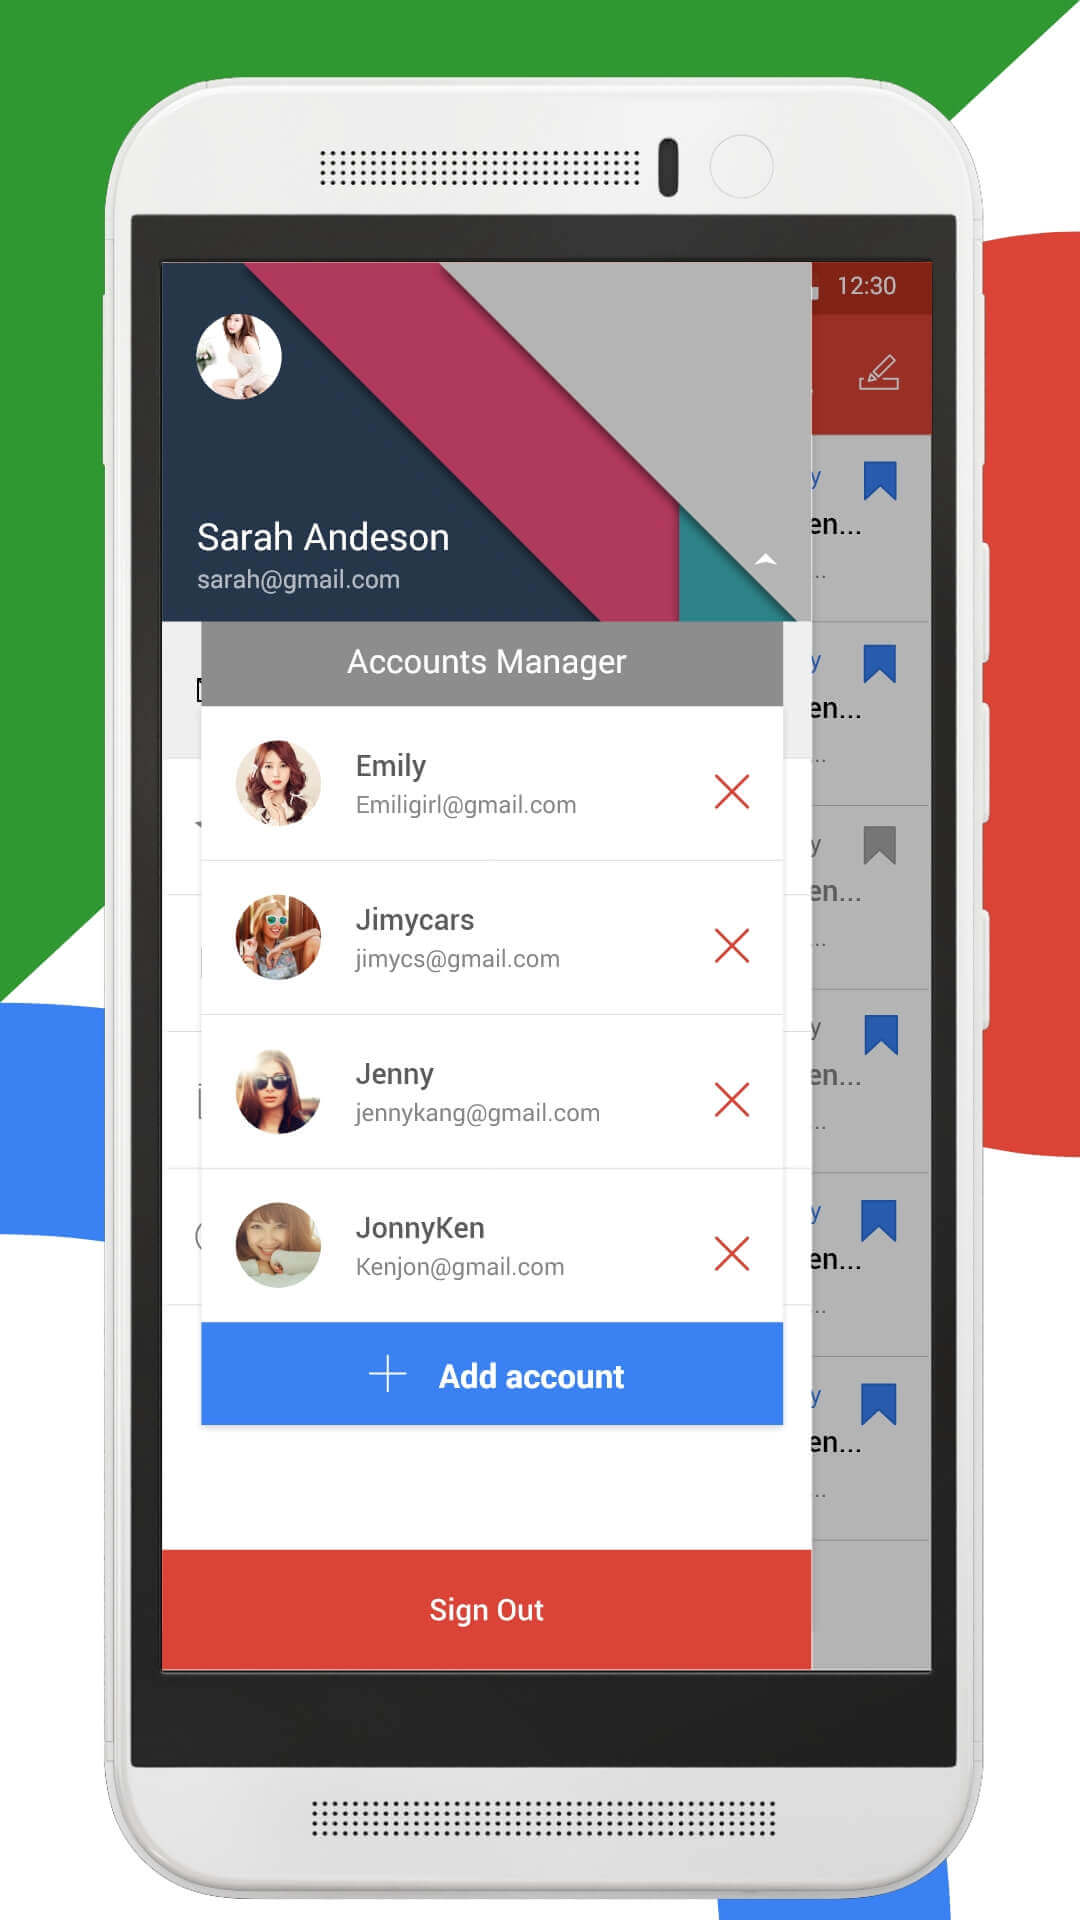 12:30
Sarah Andeson
sarah@gmail.com
Accounts Manager
Emily
Emiligirl@gmail.com
Jimycars
jimycs@gmail.com
Jenny
jennykang@gmail.com
JonnyKen
Kenjon@gmail.com
Add account
Sign Out
y
en...
..
y
en...
..
y
en...
..
y
en...
..
y
en...
..
y
en...
..